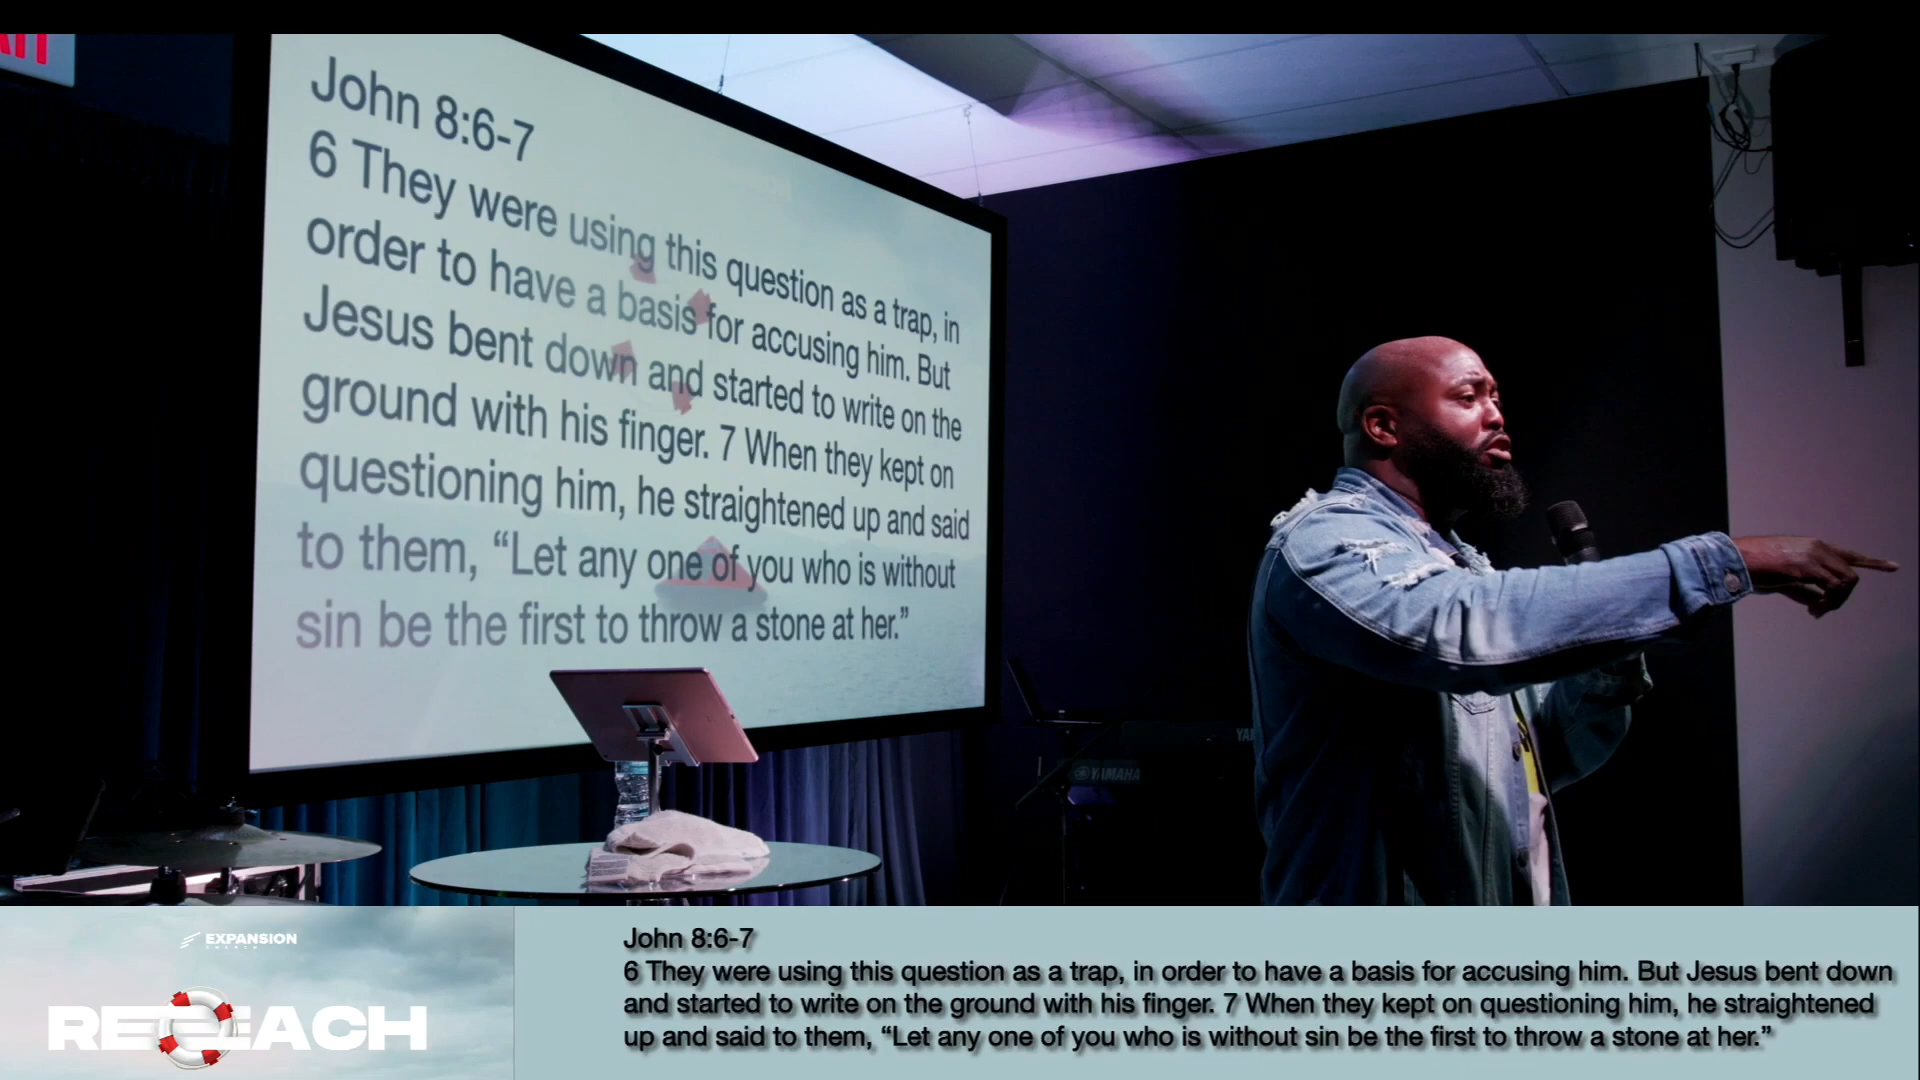 John 8:6-7
6 They were using this question as a trap, in
order to have a basis for accusing him. But
Jesus bent down and started to write on the
ground with his finger. 7 When they kept on
questioning him, he straightened up and said
to them, “Let any one of you who is without
sin be the first to throw a stone at her.”
YAMAHA
EXPANSION
John 8:6-7
6 They were using this question as a trap, in order to have a basis for accusing him. But Jesus bent down
and started to write on the ground with his finger. 7 When they kept on questioning him, he straightened
up and said to them, “Let any one of you who is without sin be the first to throw a stone at her.”